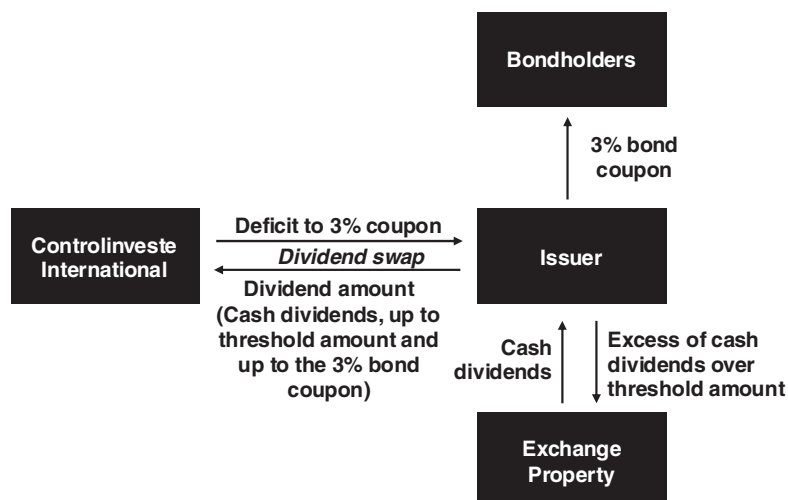 Bondholders
3% bond
coupon
Controlinveste
International
Deficit to 3% coupon
Dividend swap
Dividend amount
(Cash dividends, up to
threshold amount and
up to the 3% bond
coupon)
Issuer
Cash
dividends
Excess of cash
dividends over
threshold amount
Exchange
Property